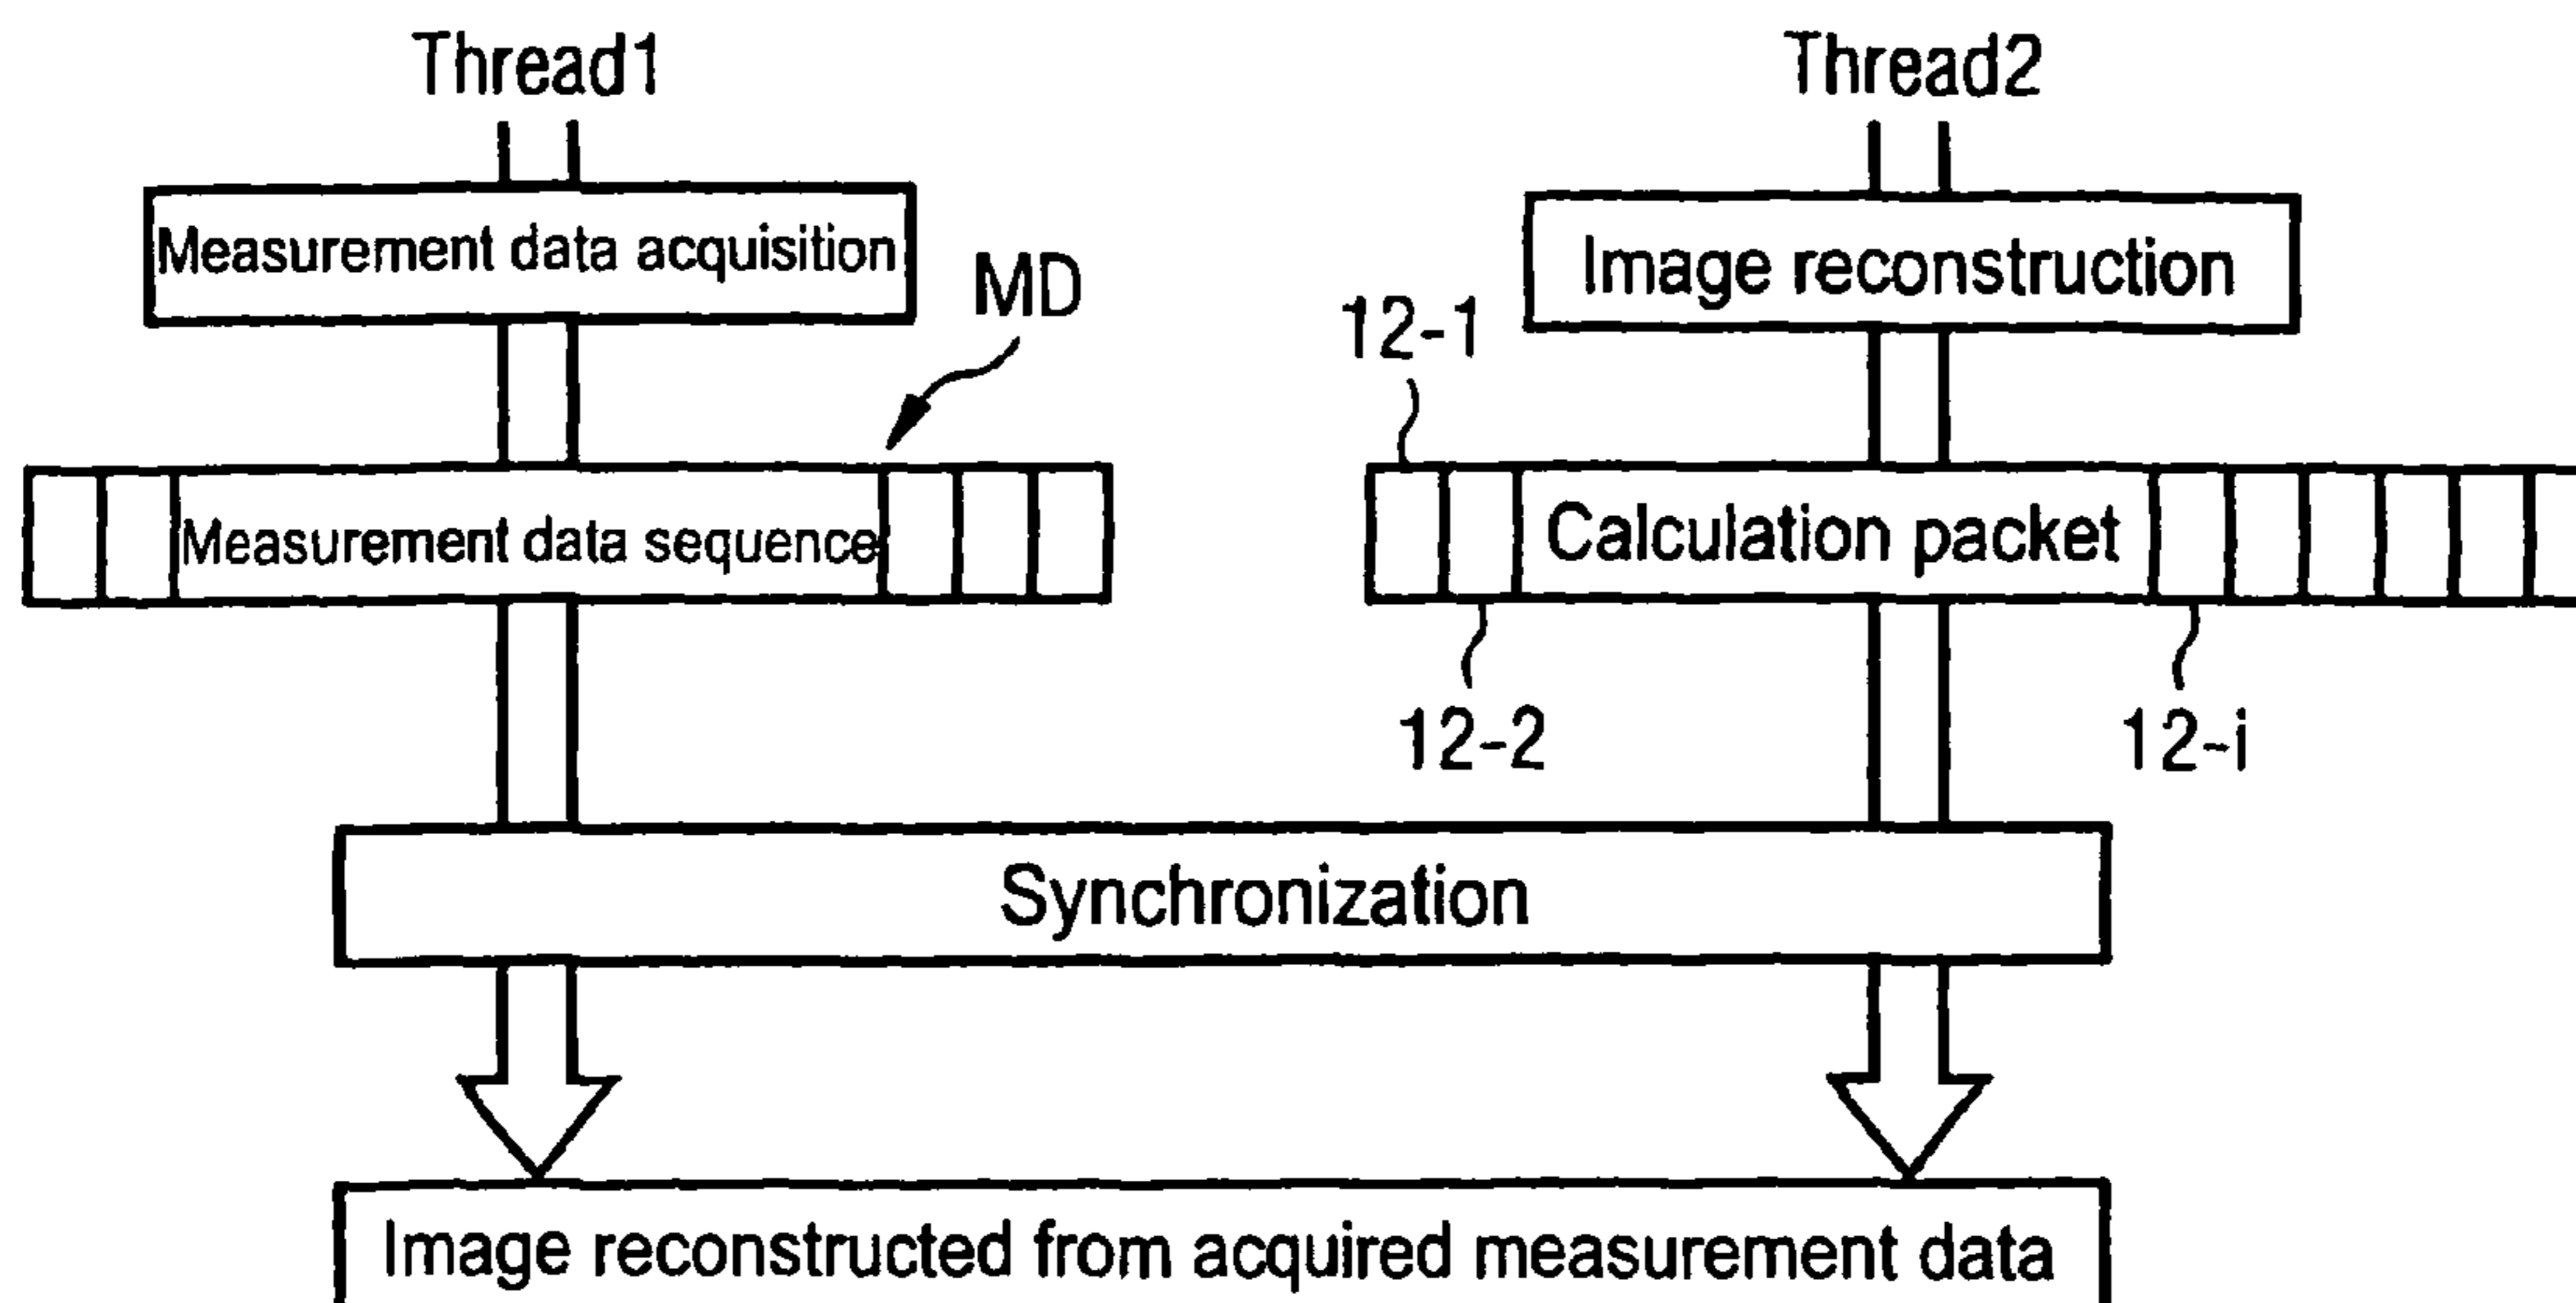 Thread1
Thread2
Measurement data acquisition
MD
Image reconstruction
12-1
Measurement data sequence
Calculation packet
12-2
12-i
Synchronization
Image reconstructed from acquired measurement data